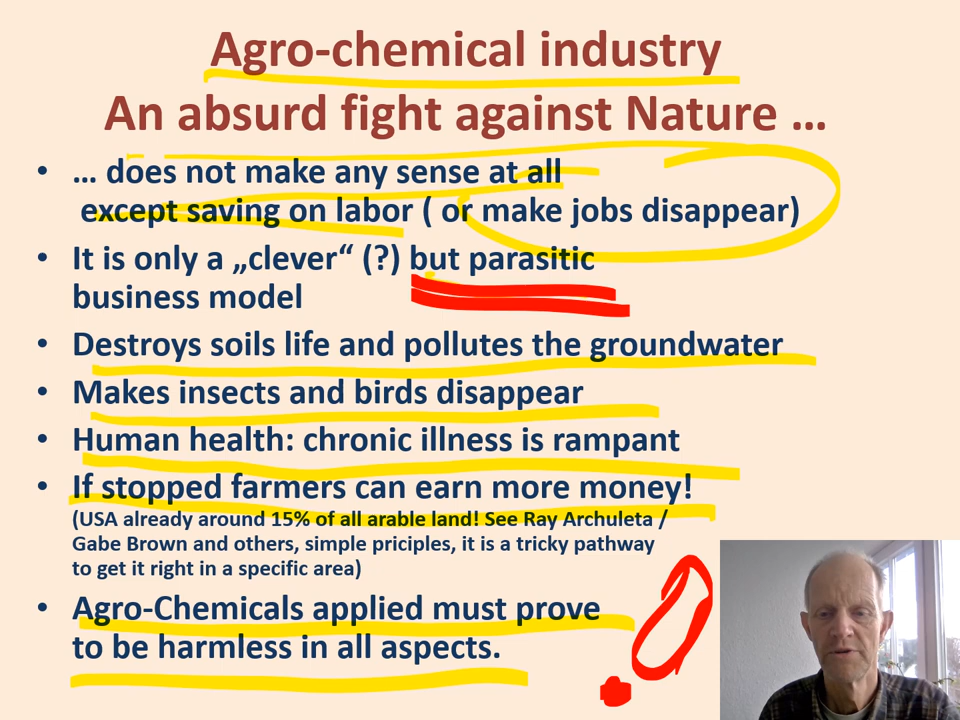 Agro-chemical industry
An absurd fight against Nature ...
• ... does not make any sense at all
except saving on labor ( or make jobs disappear)
• It is only a „clever“ (?) but parasitic
business model
• Destroys soils life and pollutes the groundwater
• Makes insects and birds disappear
• Human health: chronic illness is rampant
• If stopped farmers can earn more money!
(USA already around 15% of all arable land! See Ray Archuleta /
Gabe Brown and others, simple priciples, it is a tricky pathway
to get it right in a specific area)
• Agro-Chemicals applied must prove
to be harmless in all aspects.
!